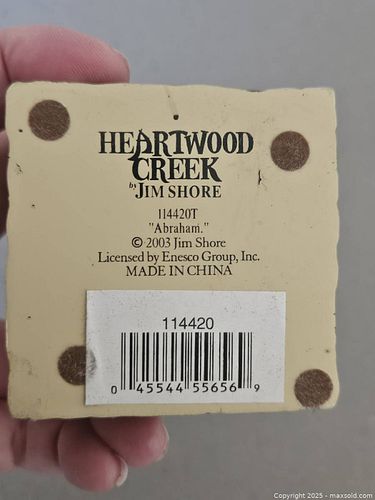 HEARTWOOD
CREEK
by JIM SHORE
114420T
"Abraham."
© 2003 Jim Shore
Licensed by Enesco Group, Inc.
MADE IN CHINA
114420
0 45544 55656 9
Copyright 2025 - maxsold.com